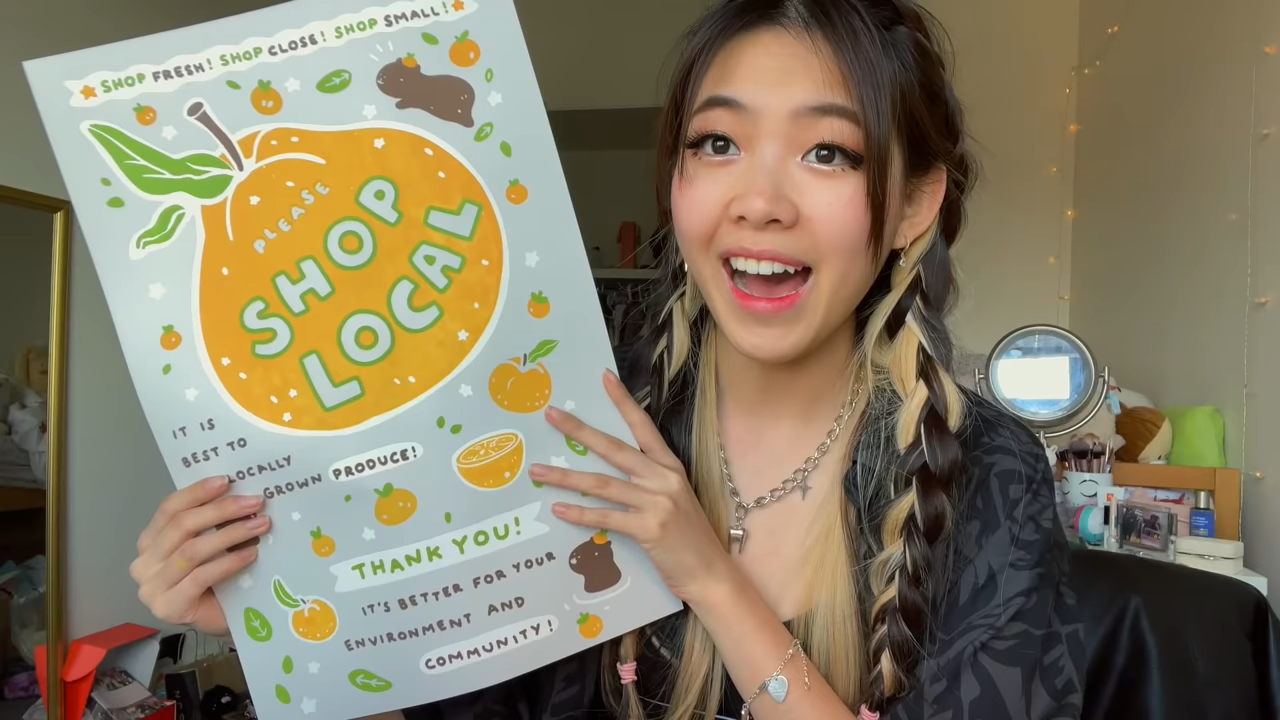 SHOP FRESH! SHOP CLOSE! SHOP SMALL!
PLEASE
SHOP
LOCAL
IT IS
BEST TO
LOCALLY
GROWN PRODUCE!
THANK YOU!
IT'S BETTER FOR YOUR
ENVIRONMENT AND
COMMUNITY!